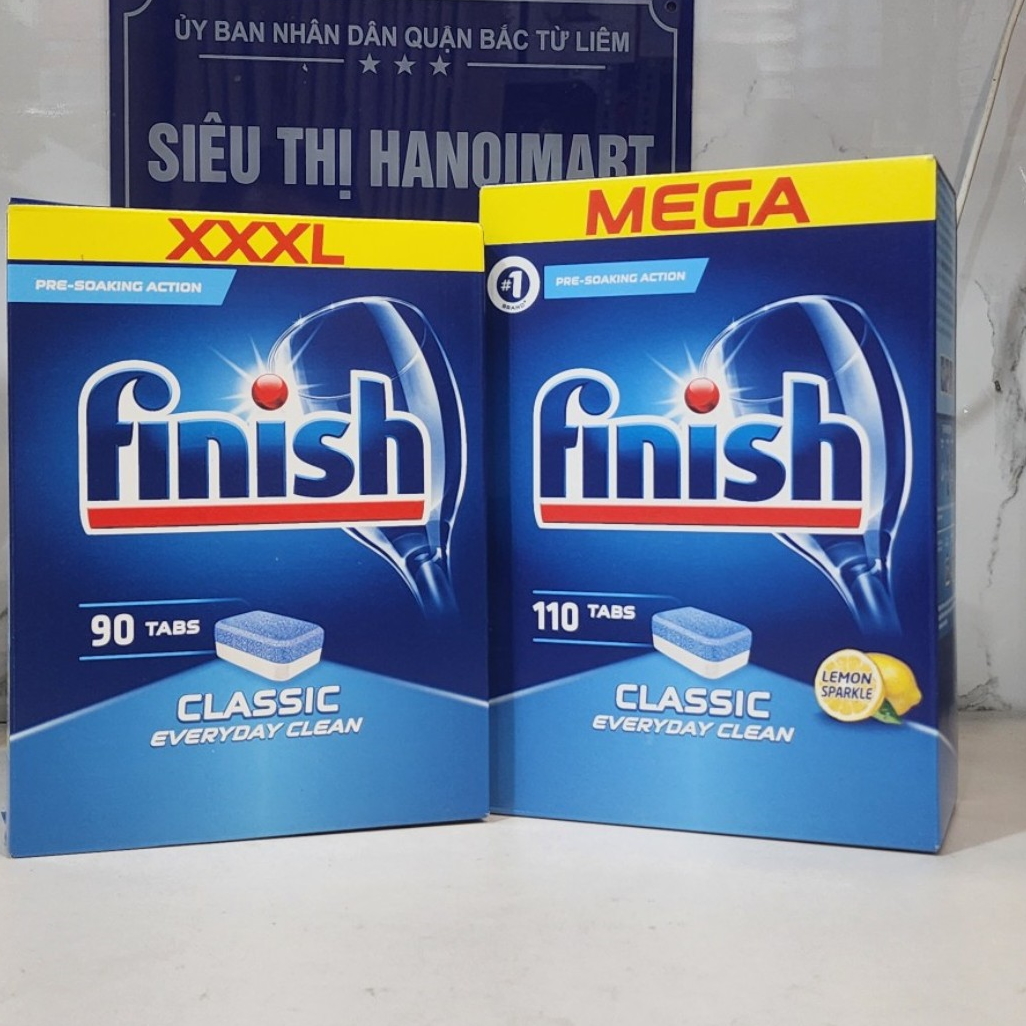 ỦY BAN NHÂN DÂN QUẬN BẮC TỪ LIÊM
SIÊU THỊ HANOIMART
XXXL
PRE-SOAKING ACTION
finish
90 TABS
CLASSIC
EVERYDAY CLEAN
MEGA
#1
BRAND*
PRE-SOAKING ACTION
finish
110 TABS
LEMON
SPARKLE
CLASSIC
EVERYDAY CLEAN